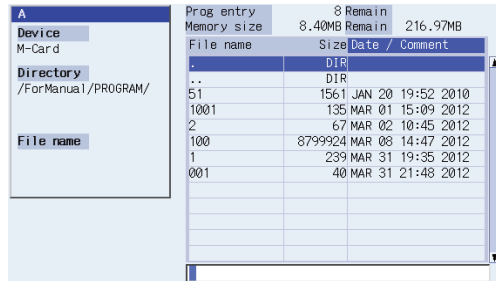 A
Device
M-Card
Directory
/ForManual/PROGRAM/
File name
Prog entry 8 Remain
Memory size 8.40MB Remain 216.97MB
File name Size Date / Comment
. DIR
.. DIR
51 1561 JAN 20 19:52 2010
1001 135 MAR 01 15:09 2012
2 67 MAR 02 10:45 2012
100 8799924 MAR 08 14:47 2012
1 239 MAR 31 19:35 2012
001 40 MAR 31 21:48 2012